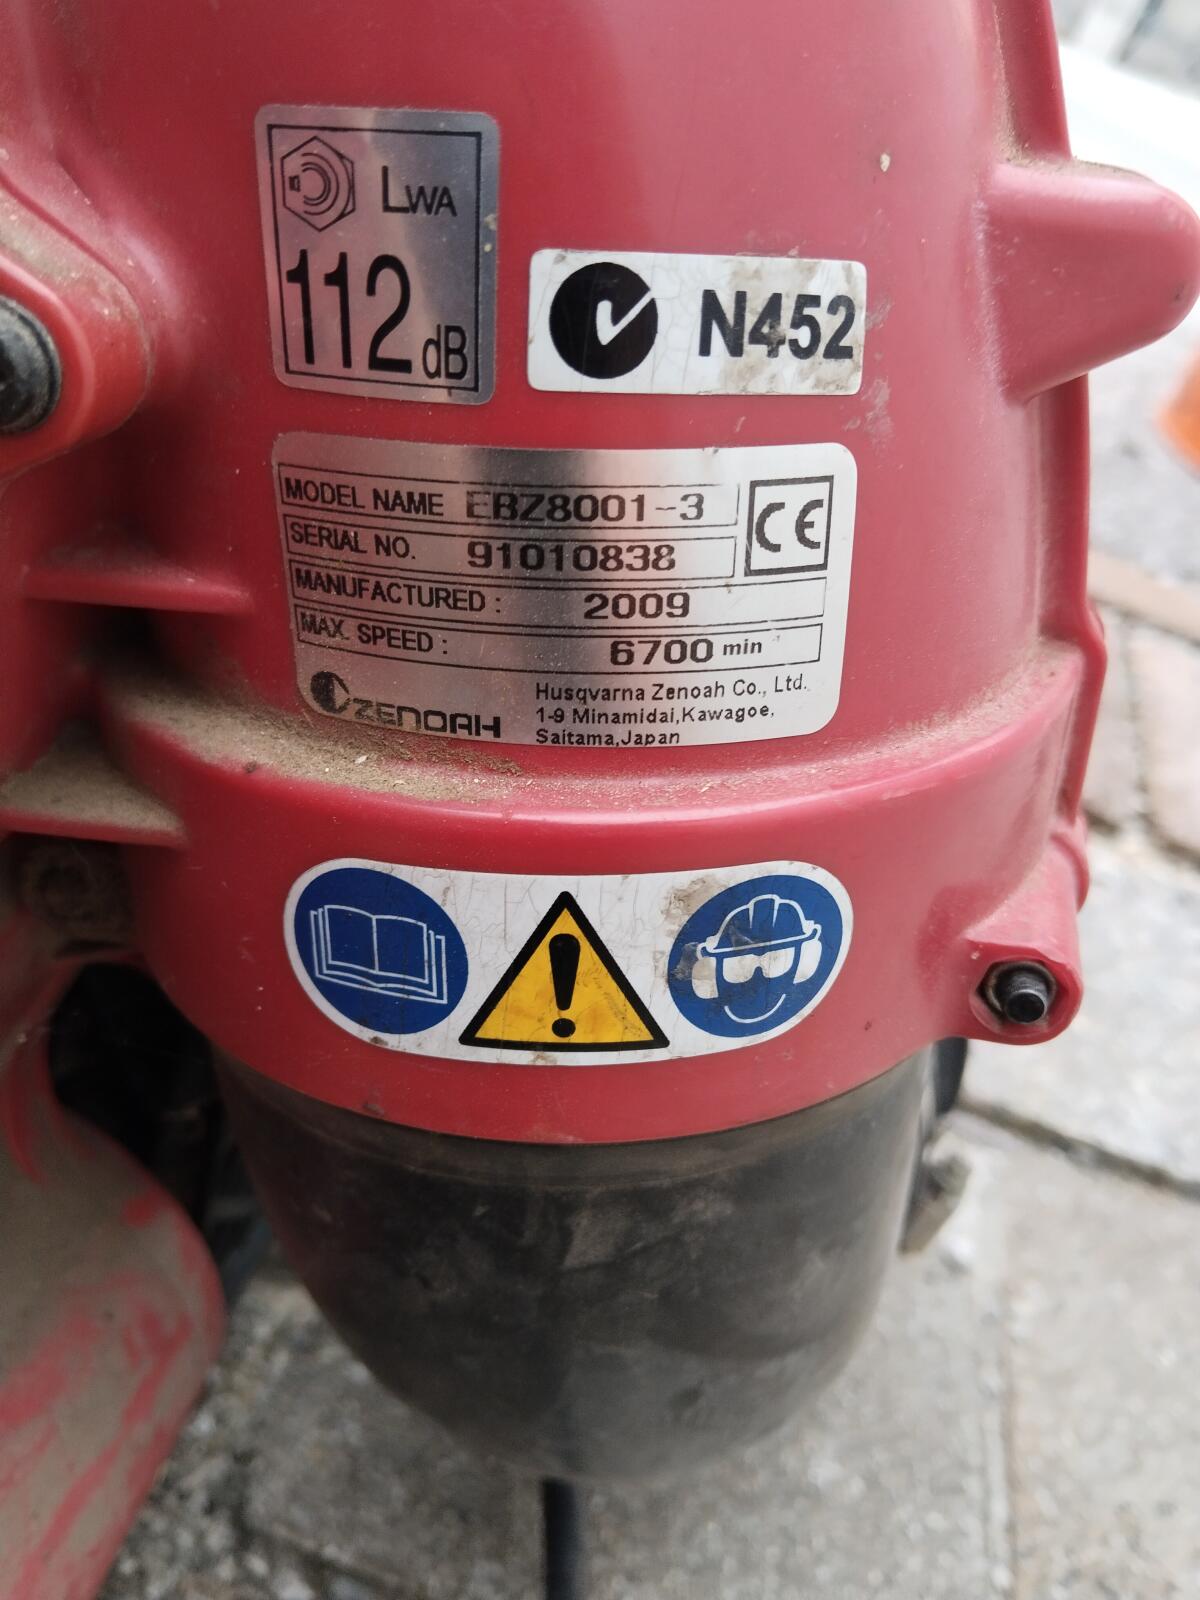 LWA
112 dB
N452
MODEL NAME EBZ8001-3
CE
SERIAL NO. 91010838
MANUFACTURED : 2009
MAX. SPEED : 6700 min⁻¹
ZENOAH
Husqvarna Zenoah Co., Ltd.
1-9 Minamidai,Kawagoe,
Saitama,Japan